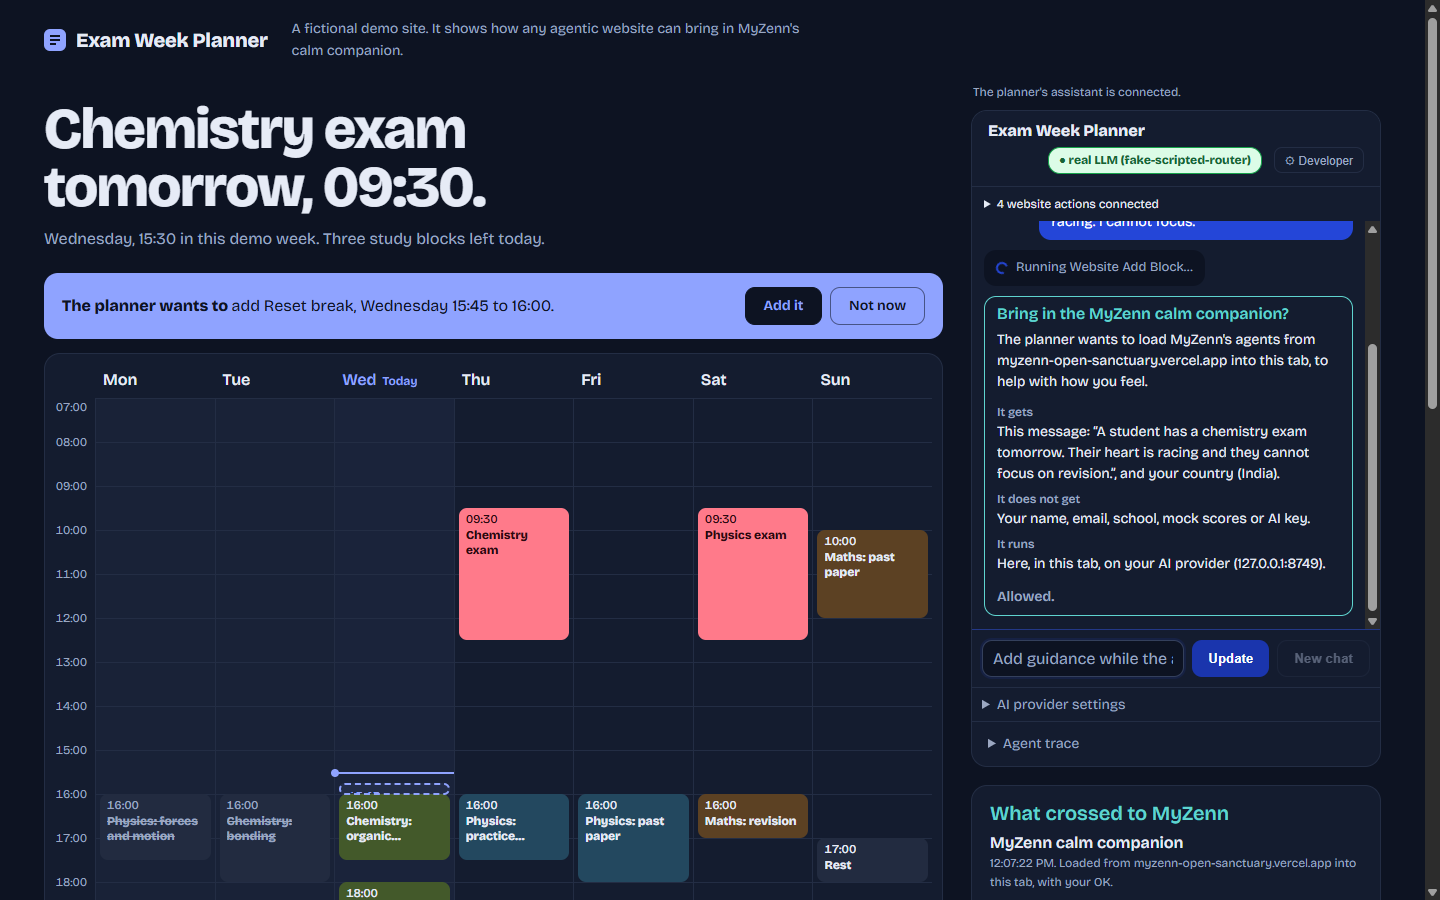 Exam Week Planner
A fictional demo site. It shows how any agentic website can bring in MyZenn's
calm companion.
Chemistry exam
tomorrow, 09:30.
Wednesday, 15:30 in this demo week. Three study blocks left today.
The planner wants to add Reset break, Wednesday 15:45 to 16:00.
Add it
Not now
Mon
Tue
Wed Today
Thu
Fri
Sat
Sun
07:00
08:00
09:00
10:00
11:00
12:00
13:00
14:00
15:00
16:00
17:00
18:00
16:00
Physics: forces
and motion
16:00
Chemistry:
bonding
16:00
Chemistry:
organic...
18:00
09:30
Chemistry
exam
16:00
Physics:
practice...
16:00
Physics: past
paper
09:30
Physics exam
16:00
Maths: revision
10:00
Maths: past
paper
17:00
Rest
The planner's assistant is connected.
Exam Week Planner
● real LLM (fake-scripted-router)
⚙ Developer
▶ 4 website actions connected
racing. I cannot focus.
Running Website Add Block...
Bring in the MyZenn calm companion?
The planner wants to load MyZenn's agents from
myzenn-open-sanctuary.vercel.app into this tab, to
help with how you feel.
It gets
This message: “A student has a chemistry exam
tomorrow. Their heart is racing and they cannot
focus on revision.”, and your country (India).
It does not get
Your name, email, school, mock scores or AI key.
It runs
Here, in this tab, on your AI provider (127.0.0.1:8749).
Allowed.
Add guidance while the
Update
New chat
▶ AI provider settings
▶ Agent trace
What crossed to MyZenn
MyZenn calm companion
12:07:22 PM. Loaded from myzenn-open-sanctuary.vercel.app into
this tab, with your OK.